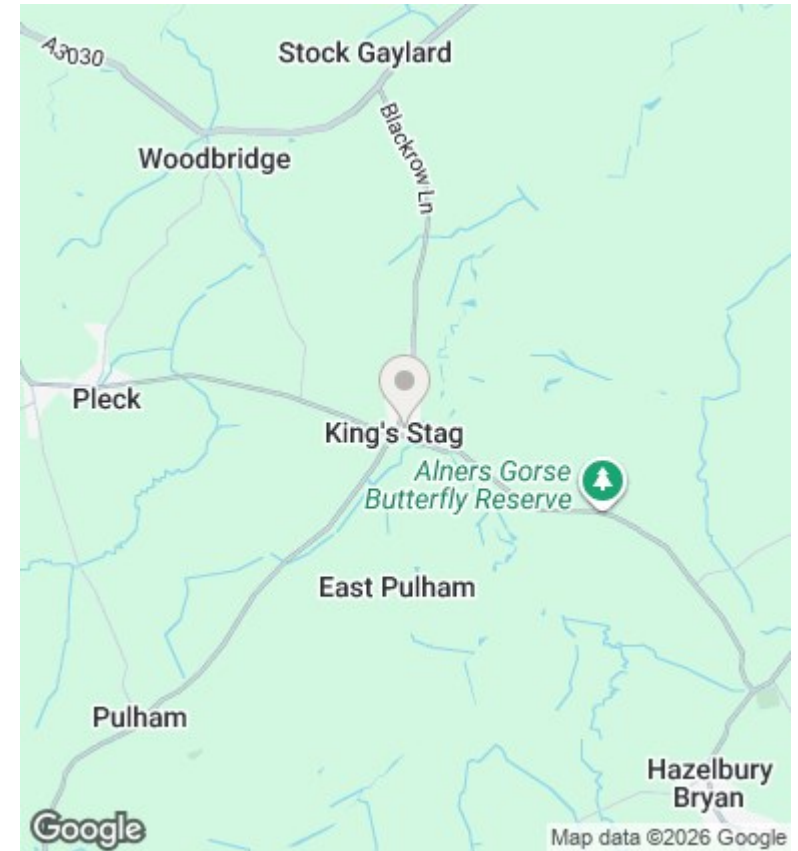 A3030
Stock Gaylard
Blackrow Ln
Woodbridge
Pleck
King's Stag
Alners Gorse
Butterfly Reserve
East Pulham
Pulham
Hazelbury
Bryan
Google
Map data ©2026 Google